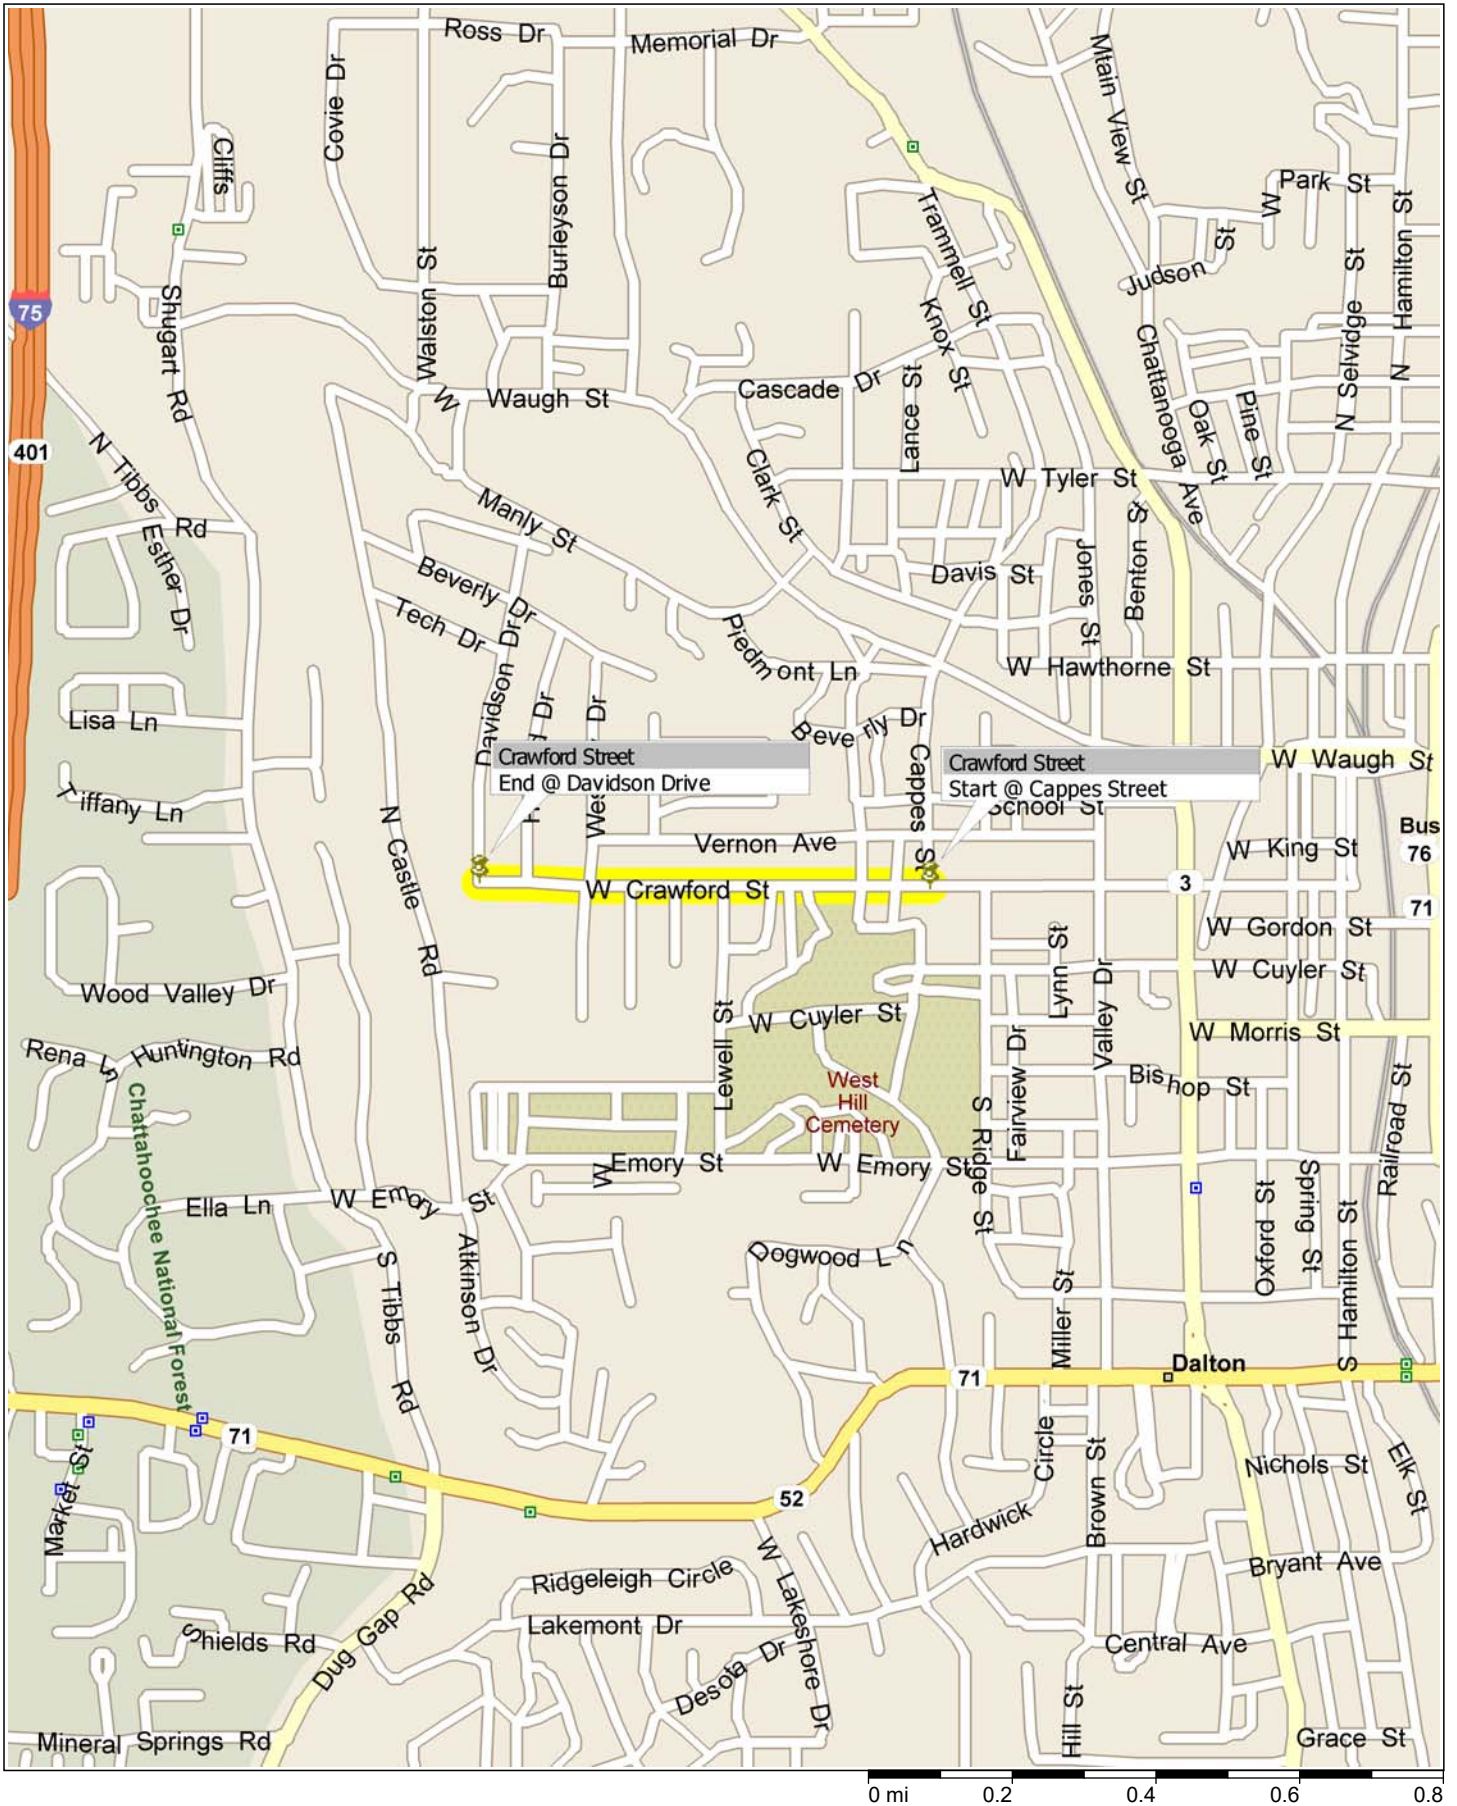 Ross Dr
Memorial Dr
Covie Dr
Mtain View St
Cliffs
Burleyson Dr
Park St
W
N Hamilton St
Trammell St
St
Judson
Walston St
N Selvidge St
75
Shugart Rd
Knox St
Chattanooga Ave
Cascade Dr
W
W
Waugh St
Lance St
Oak St
Pine St
401
N Tibbs Rd
Clark St
W Tyler St
Manly St
Esther Dr
Benton St
Jones St
Davis St
Beverly Dr
Tech Dr
Davidson Dr
Piedmont Ln
W Hawthorne St
Dr
Dr
Lisa Ln
Beverly Dr
Crawford Street
End @ Davidson Drive
Crawford Street
Start @ Cappes Street
W Waugh St
Tiffany Ln
Cappes St
School St
N Castle Rd
Vernon Ave
W King St
Bus
76
3
W Crawford St
71
W Gordon St
Lynn St
W Cuyler St
Valley Dr
Wood Valley Dr
Lewell St
W Cuyler St
W Morris St
Rena Ln
Huntington Rd
Fairview Dr
West
Hill
Cemetery
Bishop St
Chattahoochee National Forest
S Ridge St
Railroad St
W Emory St
W Emory St
Ella Ln
W Emory St
Oxford St
Spring St
S Hamilton St
Dogwood Ln
S Tibbs Rd
Atkinson Dr
Miller St
Dalton
71
71
Market St
Circle
Brown St
Nichols St
Elk St
52
Hardwick
Bryant Ave
Ridgeleigh Circle
W Lakeshore Dr
Dug Gap Rd
Lakemont Dr
Shields Rd
Central Ave
Desota Dr
Hill St
Mineral Springs Rd
Grace St
0 mi 0.2 0.4 0.6 0.8